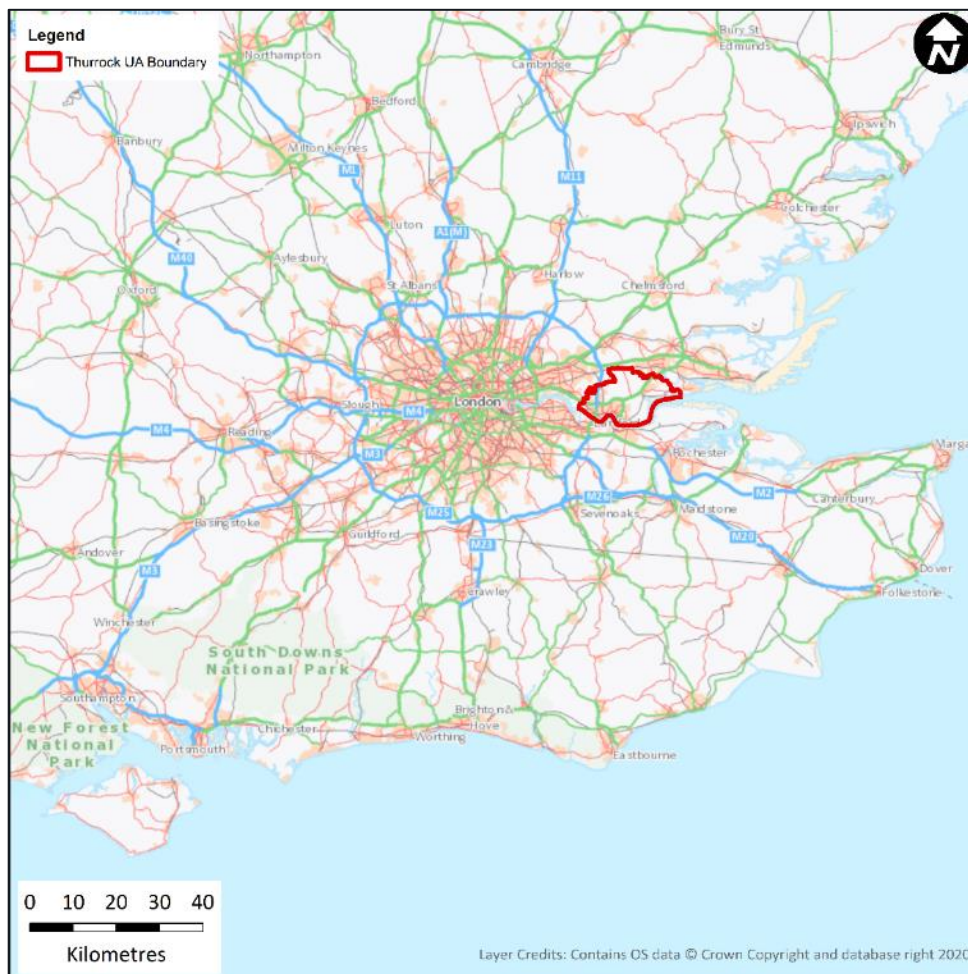 Legend
Thurrock UA Boundary
N
Bury St
Edmunds
Northampton
Cambridge
Bedford
Ipswich
Banbury
Milton Keynes
M1
M11
Colchester
Luton
A1(M)
M40
Aylesbury
Harlow
St Albans
Chelmsford
Oxford
London
Slough
M4
M4
Reading
Rochester
Marga
M3
M26
M2
Canterbury
M25
Sevenoaks
Maidstone
Basingstoke
Guildford
M23
M20
Andover
Dover
M3
Crawley
Folkestone
Winchester
South Downs
National Park
Southampton
Brighton &
Hove
New Forest
National
Park
Chichester
Worthing
Portsmouth
Eastbourne
0 10 20 30 40
Kilometres
Layer Credits: Contains OS data © Crown Copyright and database right 2020